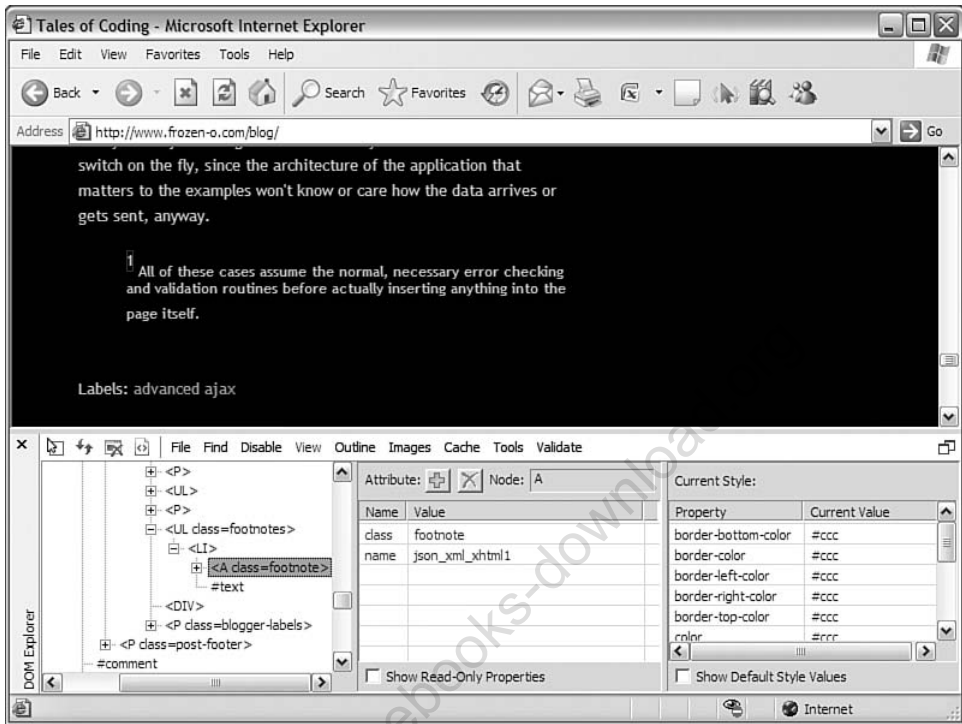 Tales of Coding - Microsoft Internet Explorer
File Edit View Favorites Tools Help
Back Search Favorites
Address http://www.frozen-o.com/blog/ Go
switch on the fly, since the architecture of the application that
matters to the examples won't know or care how the data arrives or
gets sent, anyway.
1 All of these cases assume the normal, necessary error checking
and validation routines before actually inserting anything into the
page itself.
Labels: advanced ajax
File Find Disable View Outline Images Cache Tools Validate
DOM Explorer
<P>
<UL>
<P>
<UL class=footnotes>
<LI>
<A class=footnote>
#text
<DIV>
<P class=blogger-labels>
<P class=post-footer>
#comment
Attribute: Node: A
Name Value
class footnote
name json_xml_xhtml1
Show Read-Only Properties
Current Style:
Property Current Value
border-bottom-color #ccc
border-color #ccc
border-left-color #ccc
border-right-color #ccc
border-top-color #ccc
color #ccc
Show Default Style Values
Internet